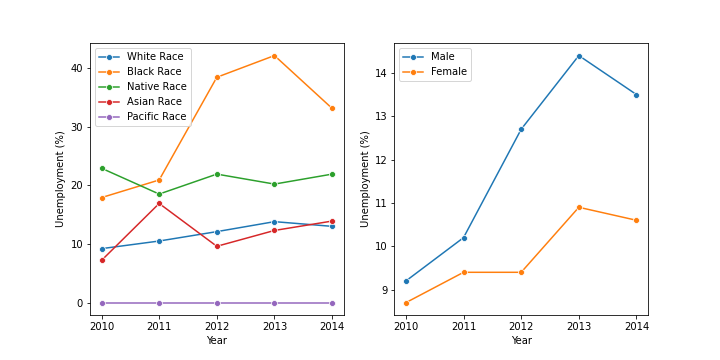 White Race
Black Race
Native Race
Asian Race
Pacific Race
40
30
20
10
0
Unemployment (%)
2010 2011 2012 2013 2014
Year
Male
Female
14
13
12
11
10
9
Unemployment (%)
2010 2011 2012 2013 2014
Year